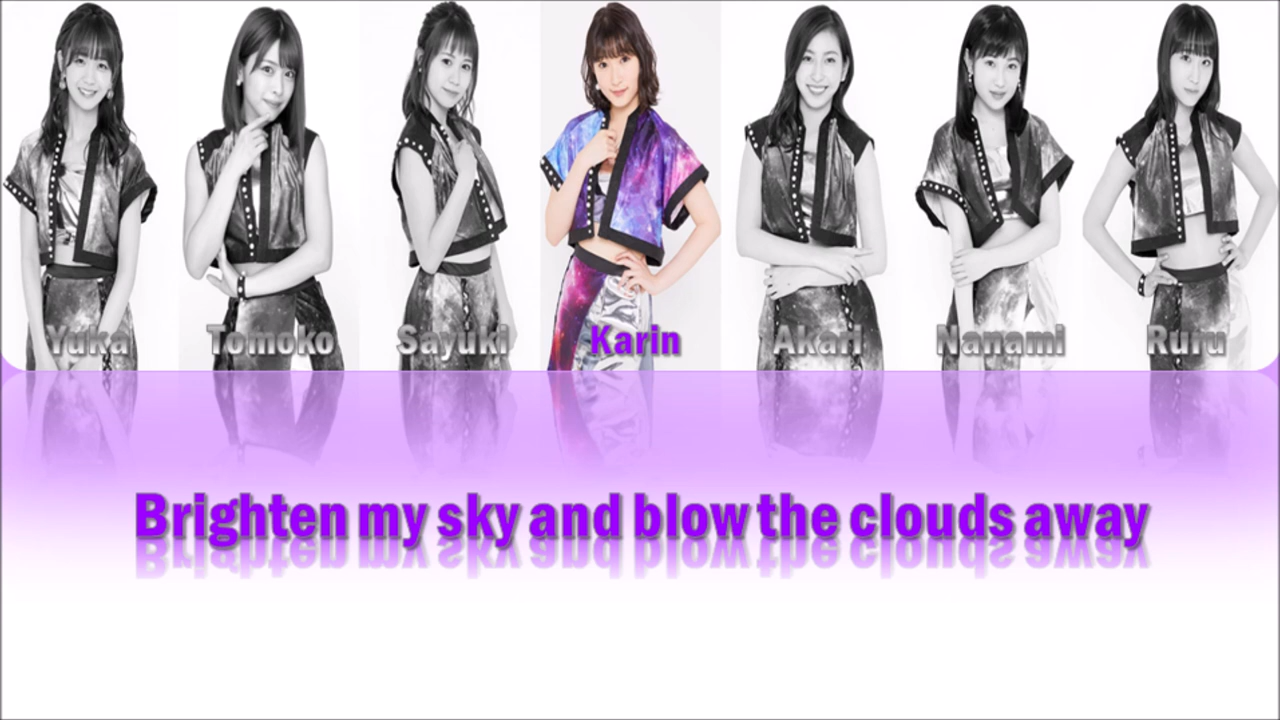 Yuka Tomoko Sayuki Karin Akari Nanami Ruru
Brighten my sky and blow the clouds away